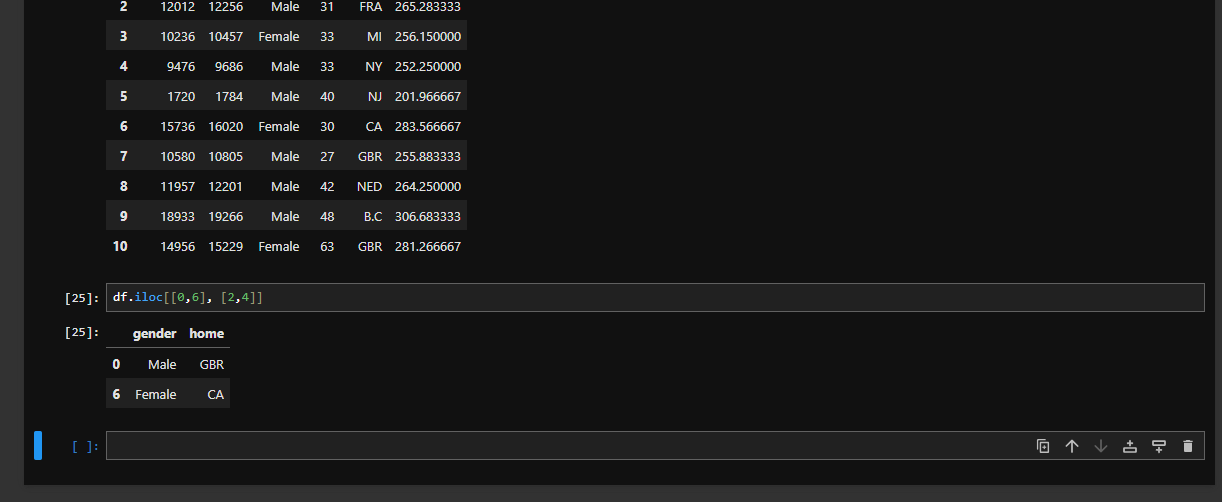 2 12012 12256 Male 31 FRA 265.283333
3 10236 10457 Female 33 MI 256.150000
4 9476 9686 Male 33 NY 252.250000
5 1720 1784 Male 40 NJ 201.966667
6 15736 16020 Female 30 CA 283.566667
7 10580 10805 Male 27 GBR 255.883333
8 11957 12201 Male 42 NED 264.250000
9 18933 19266 Male 48 B.C 306.683333
10 14956 15229 Female 63 GBR 281.266667
[25]: df.iloc[[0,6], [2,4]]
[25]: gender home
0 Male GBR
6 Female CA
[ ]: